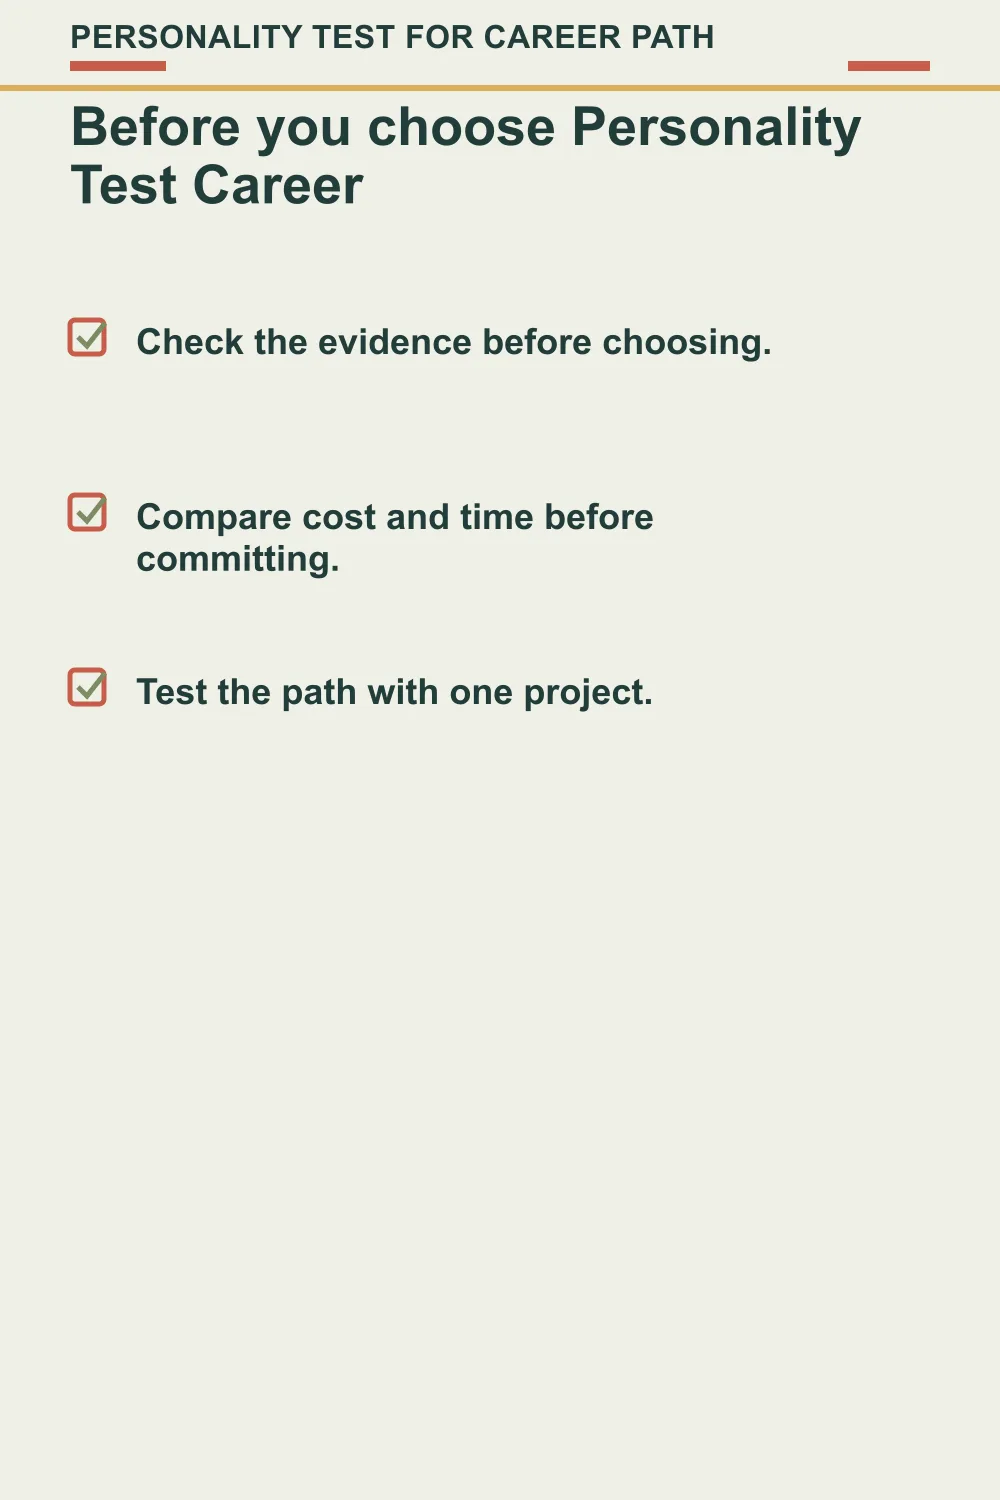 PERSONALITY TEST FOR CAREER PATH
Before you choose Personality
Test Career
Check the evidence before choosing.
Compare cost and time before
committing.
Test the path with one project.